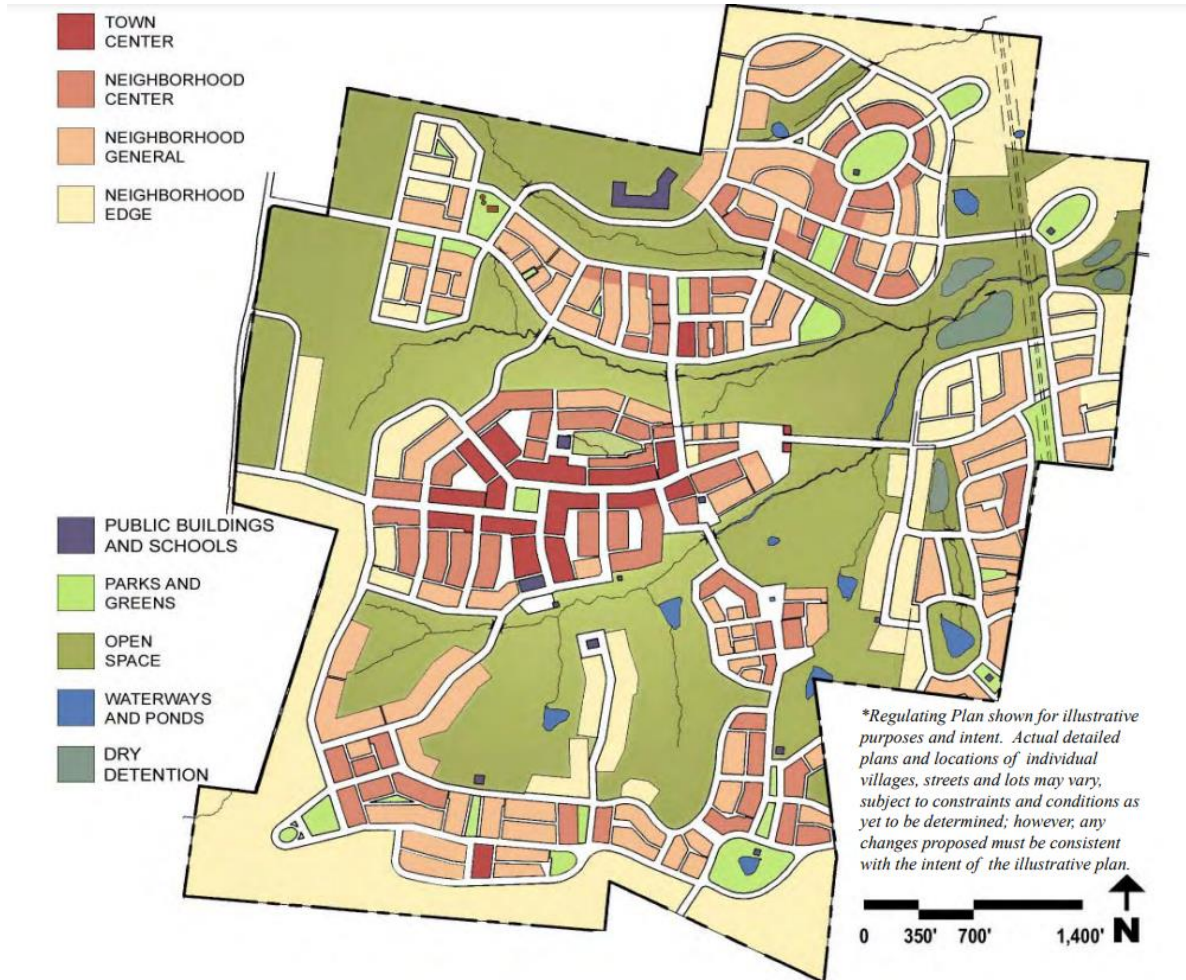 TOWN
CENTER
NEIGHBORHOOD
CENTER
NEIGHBORHOOD
GENERAL
NEIGHBORHOOD
EDGE
PUBLIC BUILDINGS
AND SCHOOLS
PARKS AND
GREENS
OPEN
SPACE
WATERWAYS
AND PONDS
DRY
DETENTION
*Regulating Plan shown for illustrative
purposes and intent. Actual detailed
plans and locations of individual
villages, streets and lots may vary,
subject to constraints and conditions as
yet to be determined; however, any
changes proposed must be consistent
with the intent of the illustrative plan.
0 350' 700' 1,400' N